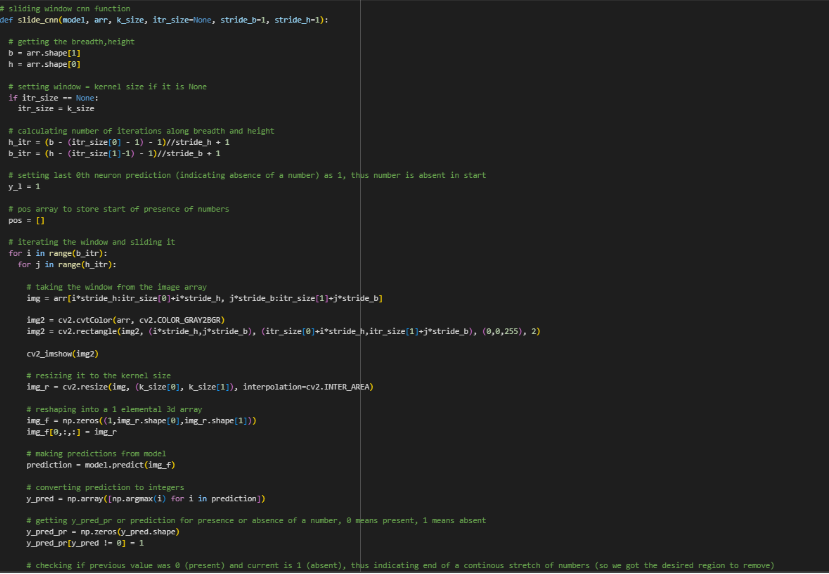 # sliding window cnn function
def slide_cnn(model, arr, k_size, itr_size=None, stride_b=1, stride_h=1):
# getting the breadth,height
b = arr.shape[1]
h = arr.shape[0]
# setting window = kernel size if it is None
if itr_size == None:
itr_size = k_size
# calculating number of iterations along breadth and height
h_itr = (b - (itr_size[0] - 1) - 1)//stride_h + 1
b_itr = (h - (itr_size[1]-1) - 1)//stride_b + 1
# setting last 0th neuron prediction (indicating absence of a number) as 1, thus number is absent in start
y_l = 1
# pos array to store start of presence of numbers
pos = []
# iterating the window and sliding it
for i in range(b_itr):
for j in range(h_itr):
# taking the window from the image array
img = arr[i*stride_h:itr_size[0]+i*stride_h, j*stride_b:itr_size[1]+j*stride_b]
img2 = cv2.cvtColor(arr, cv2.COLOR_GRAY2BGR)
img2 = cv2.rectangle(img2, (i*stride_h,j*stride_b), (itr_size[0]+i*stride_h,itr_size[1]+j*stride_b), (0,0,255), 2)
cv2_imshow(img2)
# resizing it to the kernel size
img_r = cv2.resize(img, (k_size[0], k_size[1]), interpolation=cv2.INTER_AREA)
# reshaping into a 1 elemental 3d array
img_f = np.zeros((1,img_r.shape[0],img_r.shape[1]))
img_f[0,:,:] = img_r
# making predictions from model
prediction = model.predict(img_f)
# converting prediction to integers
y_pred = np.array([np.argmax(i) for i in prediction])
# getting y_pred_pr or prediction for presence or absence of a number, 0 means present, 1 means absent
y_pred_pr = np.zeros(y_pred.shape)
y_pred_pr[y_pred != 0] = 1
# checking if previous value was 0 (present) and current is 1 (absent), thus indicating end of a continous stretch of numbers (so we got the desired region to remove)